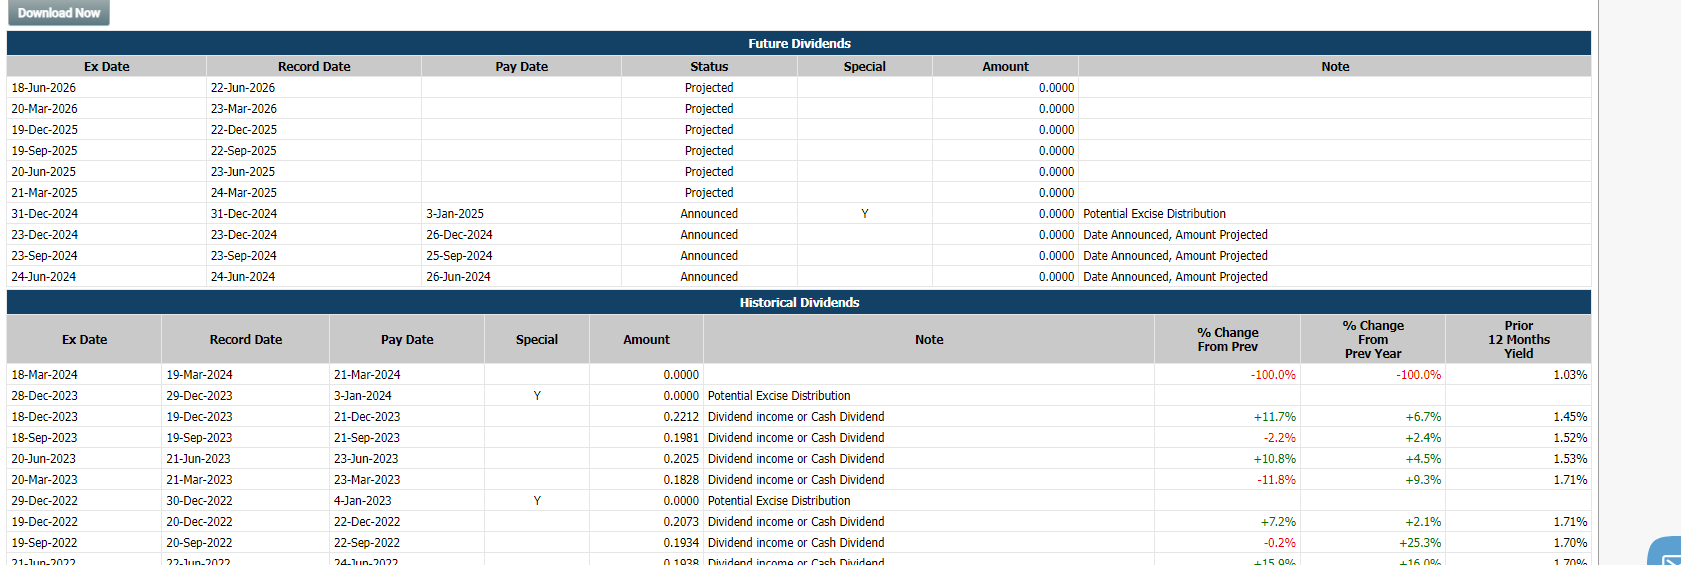 Download Now
Future Dividends
Ex Date Record Date Pay Date Status Special Amount Note
18-Jun-2026 22-Jun-2026 Projected 0.0000
20-Mar-2026 23-Mar-2026 Projected 0.0000
19-Dec-2025 22-Dec-2025 Projected 0.0000
19-Sep-2025 22-Sep-2025 Projected 0.0000
20-Jun-2025 23-Jun-2025 Projected 0.0000
21-Mar-2025 24-Mar-2025 Projected 0.0000
31-Dec-2024 31-Dec-2024 3-Jan-2025 Announced Y 0.0000 Potential Excise Distribution
23-Dec-2024 23-Dec-2024 26-Dec-2024 Announced 0.0000 Date Announced, Amount Projected
23-Sep-2024 23-Sep-2024 25-Sep-2024 Announced 0.0000 Date Announced, Amount Projected
24-Jun-2024 24-Jun-2024 26-Jun-2024 Announced 0.0000 Date Announced, Amount Projected
Historical Dividends
Ex Date Record Date Pay Date Special Amount Note % Change From Prev % Change From Prev Year Prior 12 Months Yield
18-Mar-2024 19-Mar-2024 21-Mar-2024 0.0000 -100.0% -100.0% 1.03%
28-Dec-2023 29-Dec-2023 3-Jan-2024 Y 0.0000 Potential Excise Distribution
18-Dec-2023 19-Dec-2023 21-Dec-2023 0.2212 Dividend income or Cash Dividend +11.7% +6.7% 1.45%
18-Sep-2023 19-Sep-2023 21-Sep-2023 0.1981 Dividend income or Cash Dividend -2.2% +2.4% 1.52%
20-Jun-2023 21-Jun-2023 23-Jun-2023 0.2025 Dividend income or Cash Dividend +10.8% +4.5% 1.53%
20-Mar-2023 21-Mar-2023 23-Mar-2023 0.1828 Dividend income or Cash Dividend -11.8% +9.3% 1.71%
29-Dec-2022 30-Dec-2022 4-Jan-2023 Y 0.0000 Potential Excise Distribution
19-Dec-2022 20-Dec-2022 22-Dec-2022 0.2073 Dividend income or Cash Dividend +7.2% +2.1% 1.71%
19-Sep-2022 20-Sep-2022 22-Sep-2022 0.1934 Dividend income or Cash Dividend -0.2% +25.3% 1.70%
21-Jun-2022 22-Jun-2022 24-Jun-2022 0.1938 Dividend income or Cash Dividend +15.9% +16.0% 1.70%